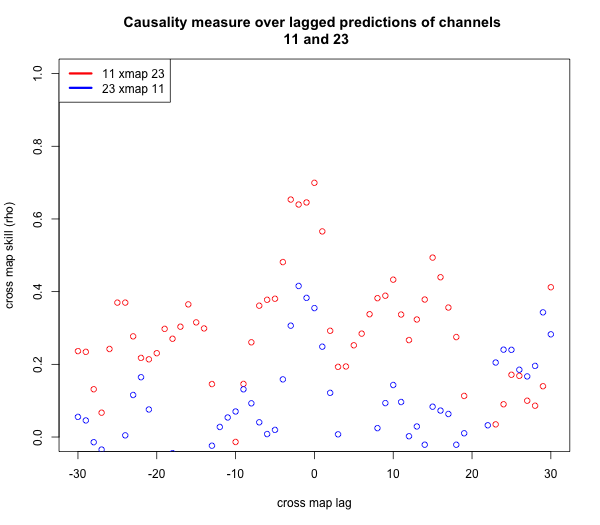 Causality measure over lagged predictions of channels
11 and 23
11 xmap 23
23 xmap 11
cross map skill (rho)
1.0
0.8
0.6
0.4
0.2
0.0
-30 -20 -10 0 10 20 30
cross map lag